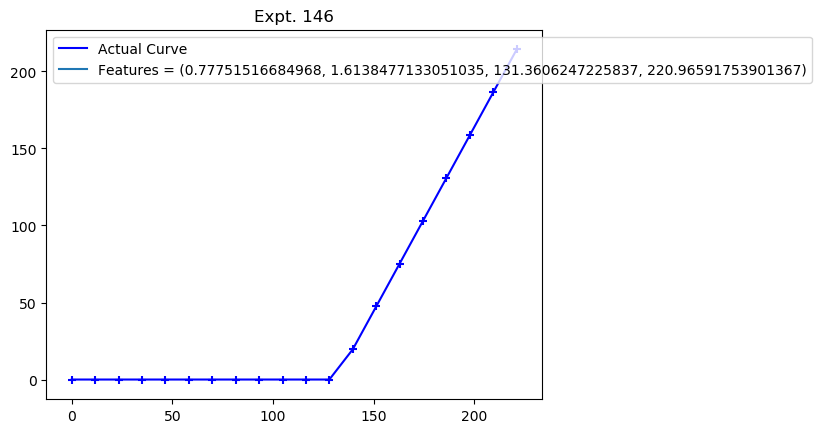 Expt. 146
Actual Curve
Features = (0.77751516684968, 1.6138477133051035, 131.3606247225837, 220.96591753901367)
200
150
100
50
0
0 50 100 150 200